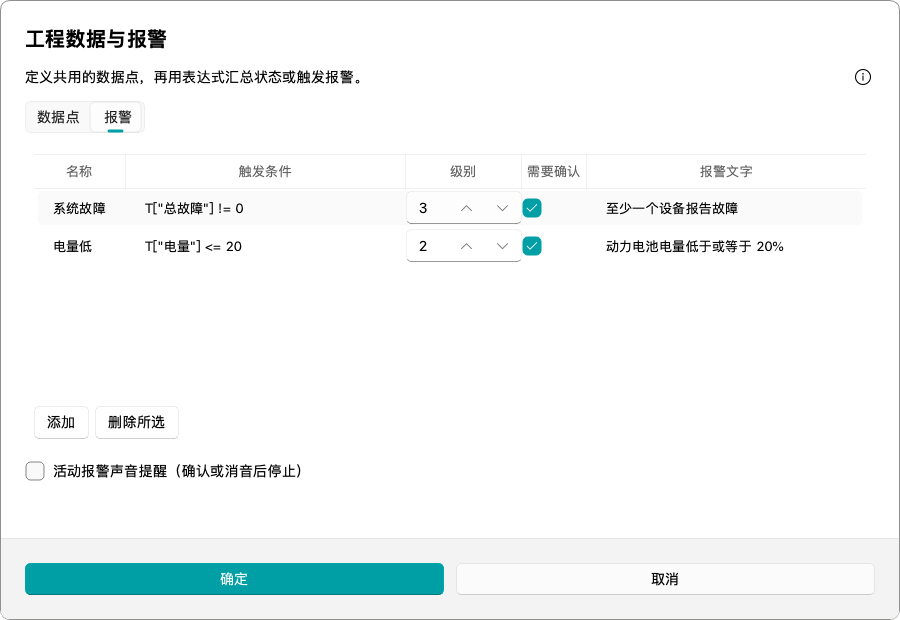 工程数据与报警
定义共用的数据点，再用表达式汇总状态或触发报警。
数据点 报警
名称 触发条件 级别 需要确认 报警文字
系统故障 T["总故障"] != 0 3 至少一个设备报告故障
电量低 T["电量"] <= 20 2 动力电池电量低于或等于 20%
添加 删除所选
活动报警声音提醒（确认或消音后停止）
确定 取消